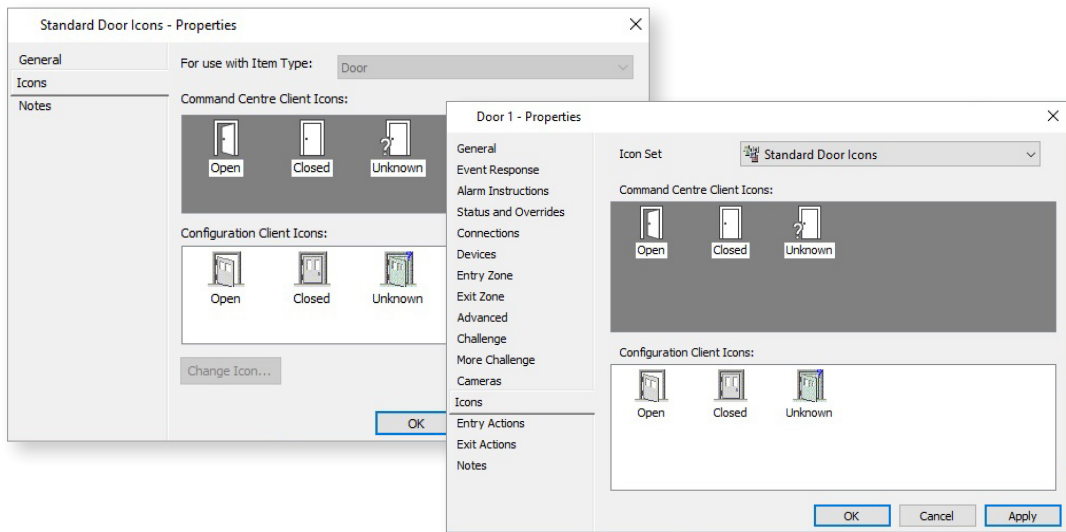 Standard Door Icons - Properties
General
Icons
Notes
For use with Item Type:
Door
Command Centre Client Icons:
Open
Closed
Unknown
Configuration Client Icons:
Open
Closed
Unknown
Change Icon...
OK
Door 1 - Properties
General
Event Response
Alarm Instructions
Status and Overrides
Connections
Devices
Entry Zone
Exit Zone
Advanced
Challenge
More Challenge
Cameras
Icons
Entry Actions
Exit Actions
Notes
Icon Set
Standard Door Icons
Command Centre Client Icons:
Open
Closed
Unknown
Configuration Client Icons:
Open
Closed
Unknown
OK
Cancel
Apply